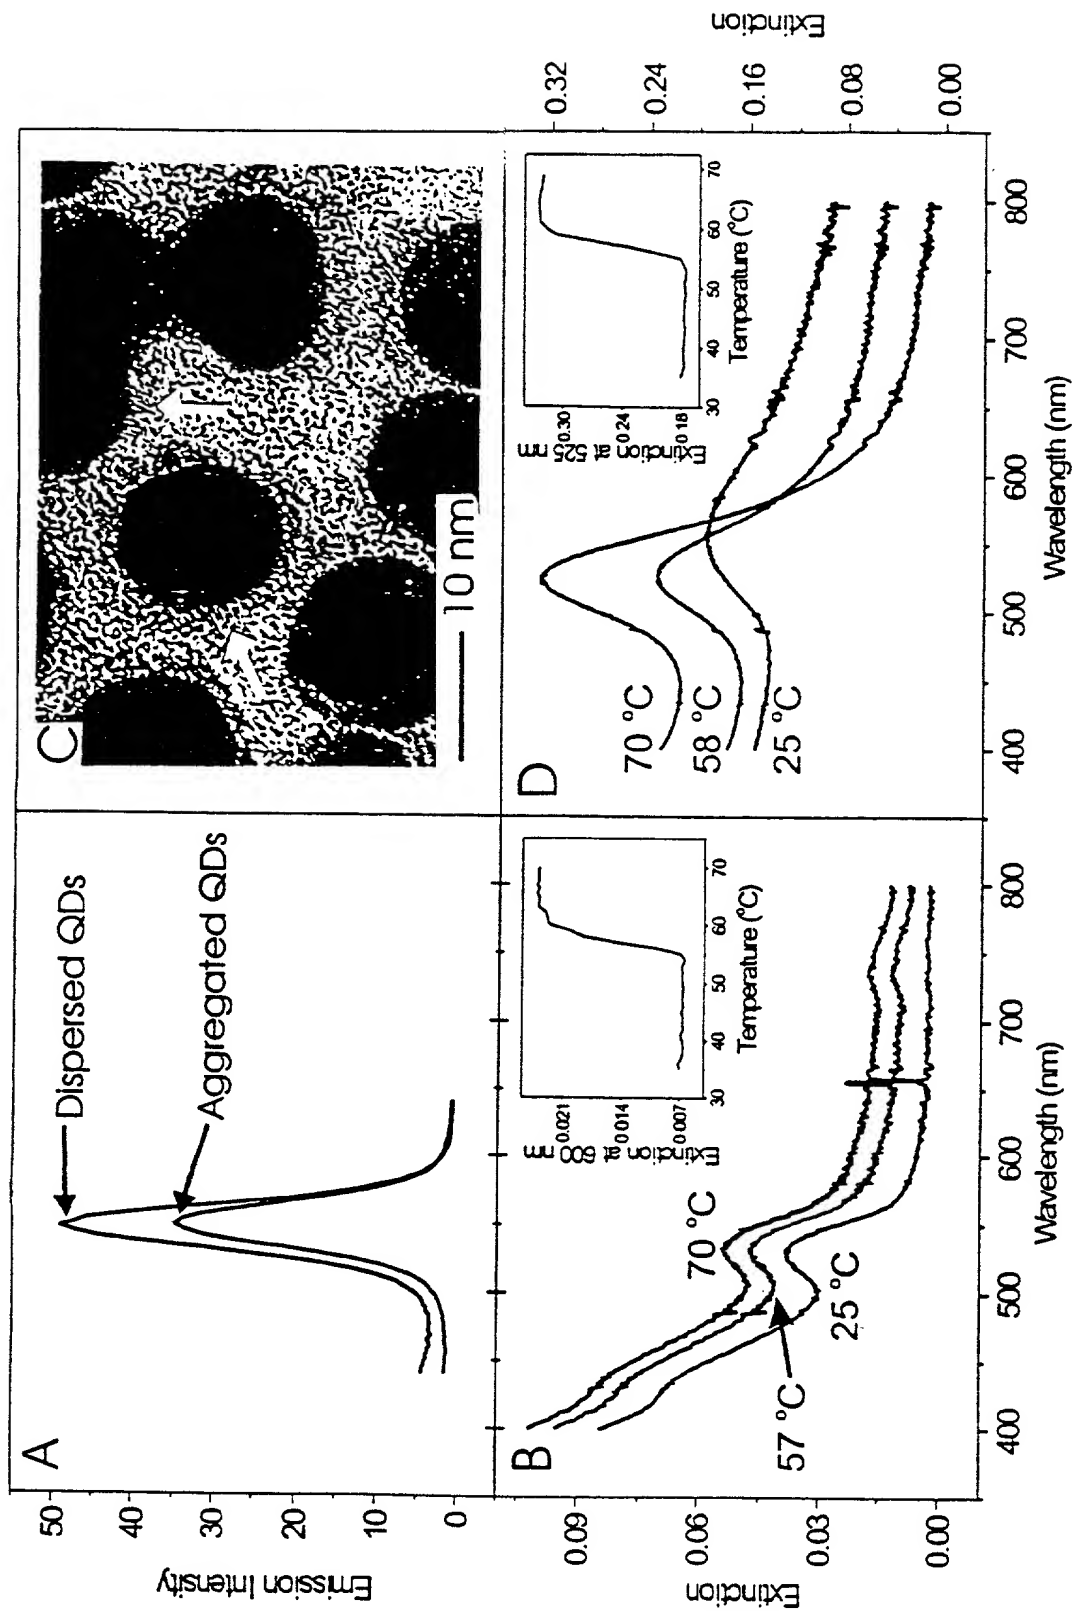 A
Dispersed QDs
Aggregated QDs
50
40
30
20
10
0
Emission Intensity
C
10 nm
B
70 °C
57 °C
25 °C
0.09
0.06
0.03
0.00
Extinction
400 500 600 700 800
Wavelength (nm)
Extinction at 600 nm
0.021
0.014
0.007
30 40 50 60 70
Temperature (°C)
D
70 °C
58 °C
25 °C
0.32
0.24
0.16
0.08
0.00
Extinction
400 500 600 700 800
Wavelength (nm)
Extinction at 525 nm
0.30
0.24
0.18
30 40 50 60 70
Temperature (°C)